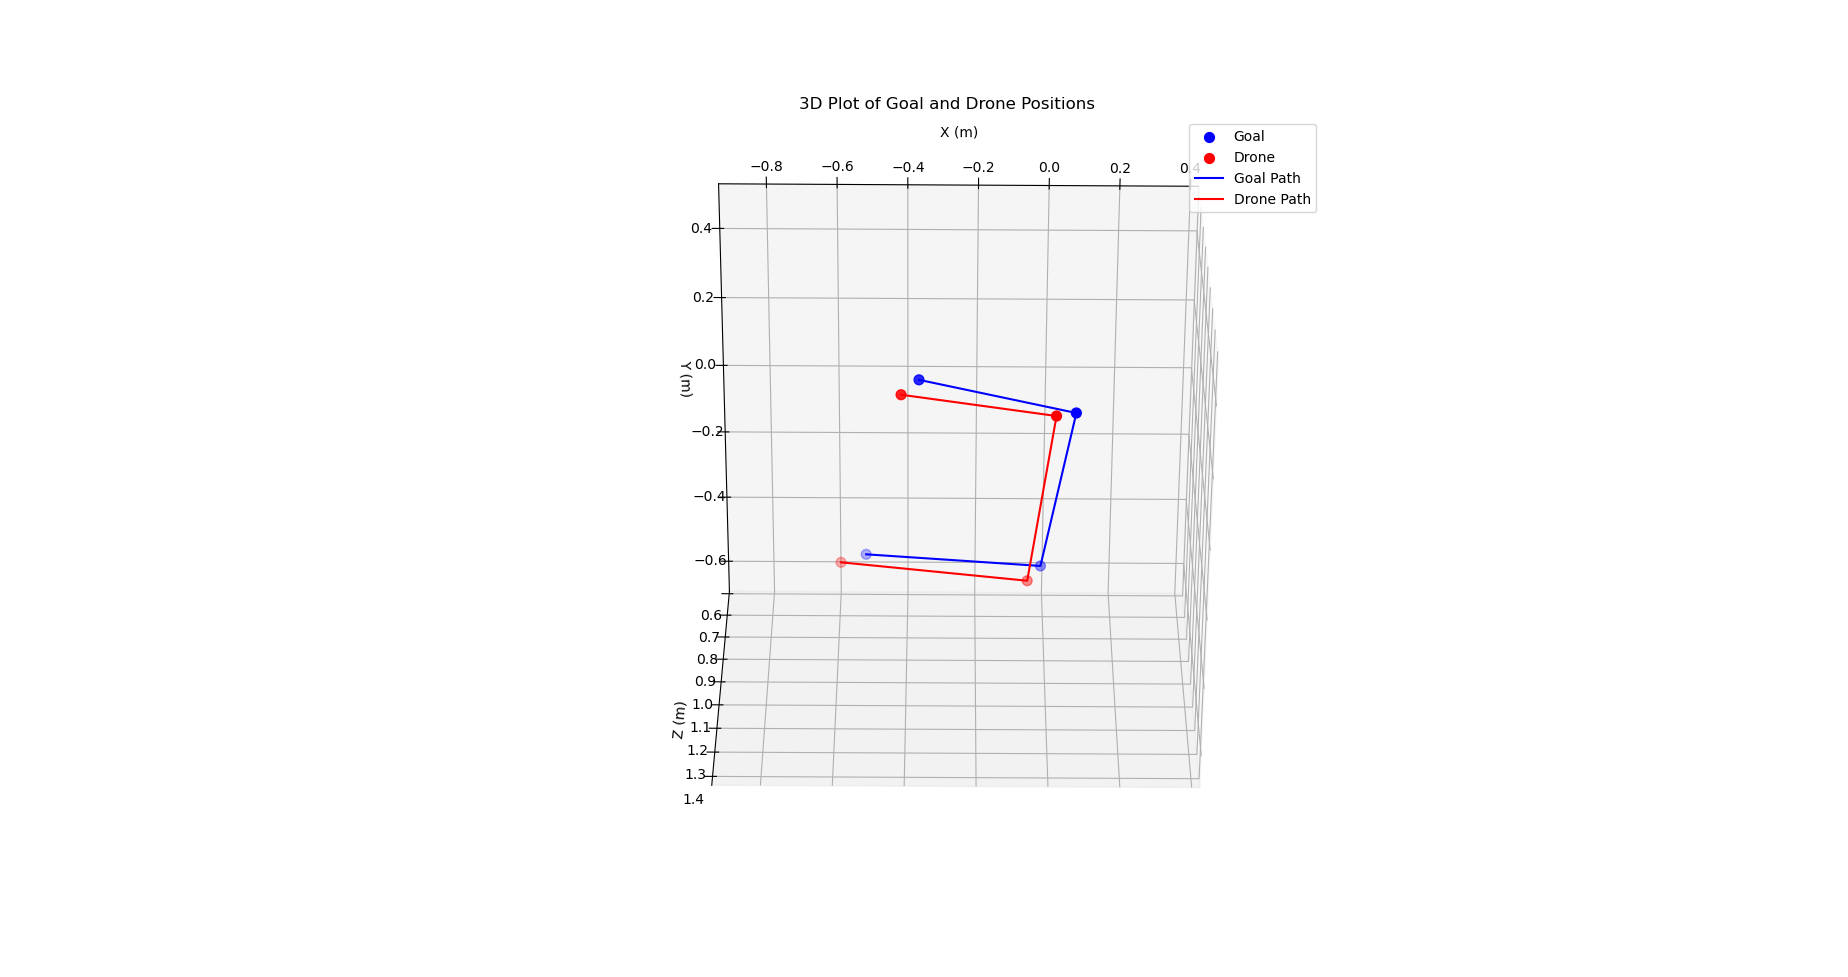 3D Plot of Goal and Drone Positions
X (m)
−0.8 −0.6 −0.4 −0.2 0.0 0.2 0.4
Goal
Drone
Goal Path
Drone Path
0.4
0.2
0.0
Y (m)
−0.2
−0.4
−0.6
0.6
0.7
0.8
0.9
1.0
Z (m)
1.1
1.2
1.3
1.4